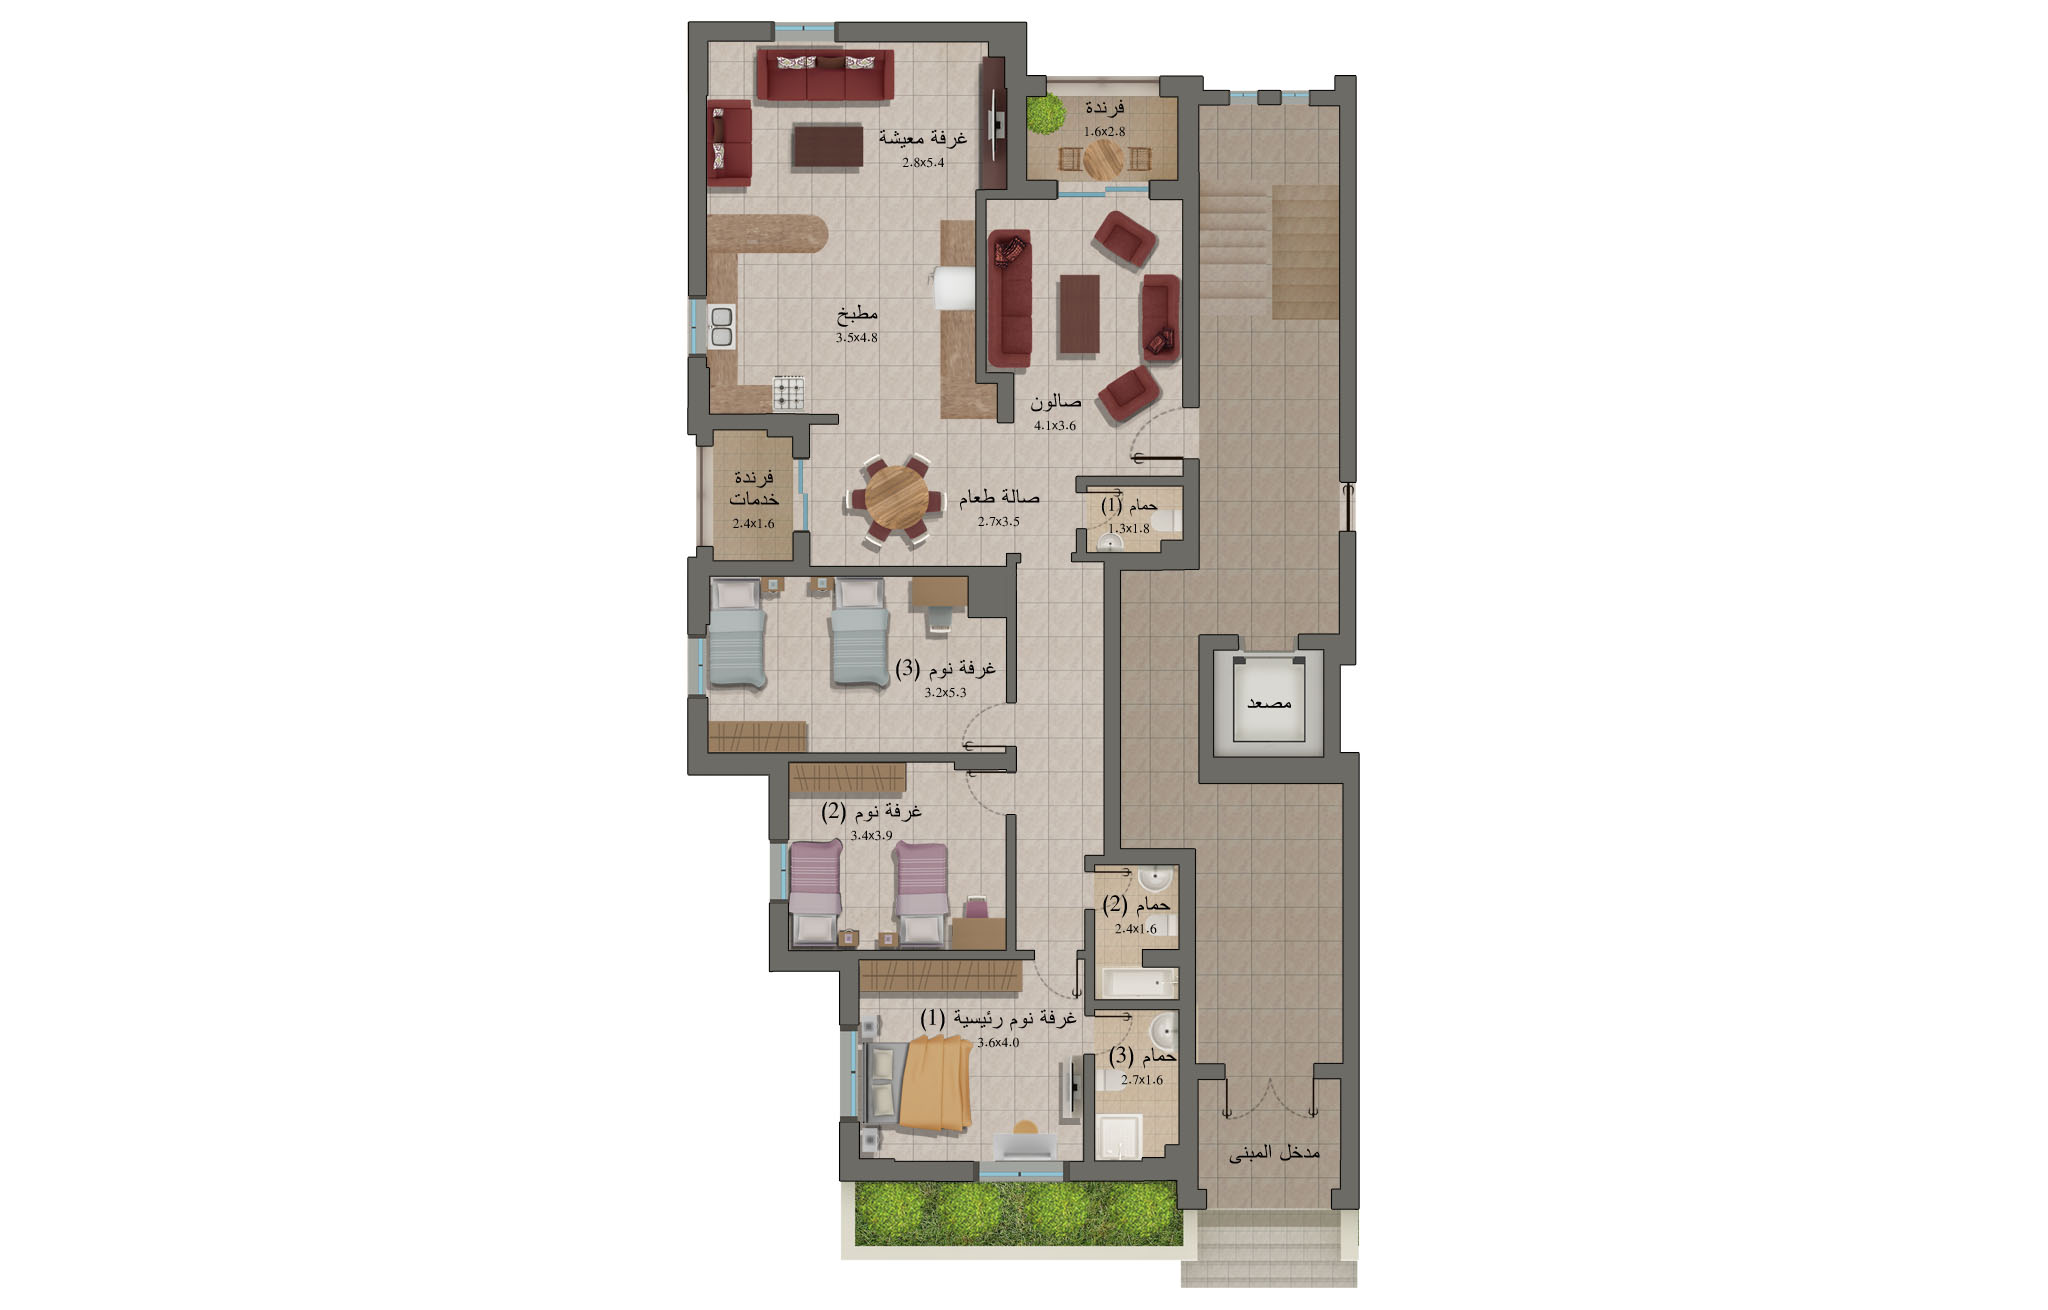 فرندة
1.6x2.8
غرفة معيشة
2.8x5.4
مطبخ
3.5x4.8
صالون
4.1x3.6
فرندة
خدمات
2.4x1.6
صالة طعام
2.7x3.5
حمام (1)
1.3x1.8
غرفة نوم (3)
3.2x5.3
مصعد
غرفة نوم (2)
3.4x3.9
حمام (2)
2.4x1.6
غرفة نوم رئيسية (1)
3.6x4.0
حمام (3)
2.7x1.6
مدخل المبنى